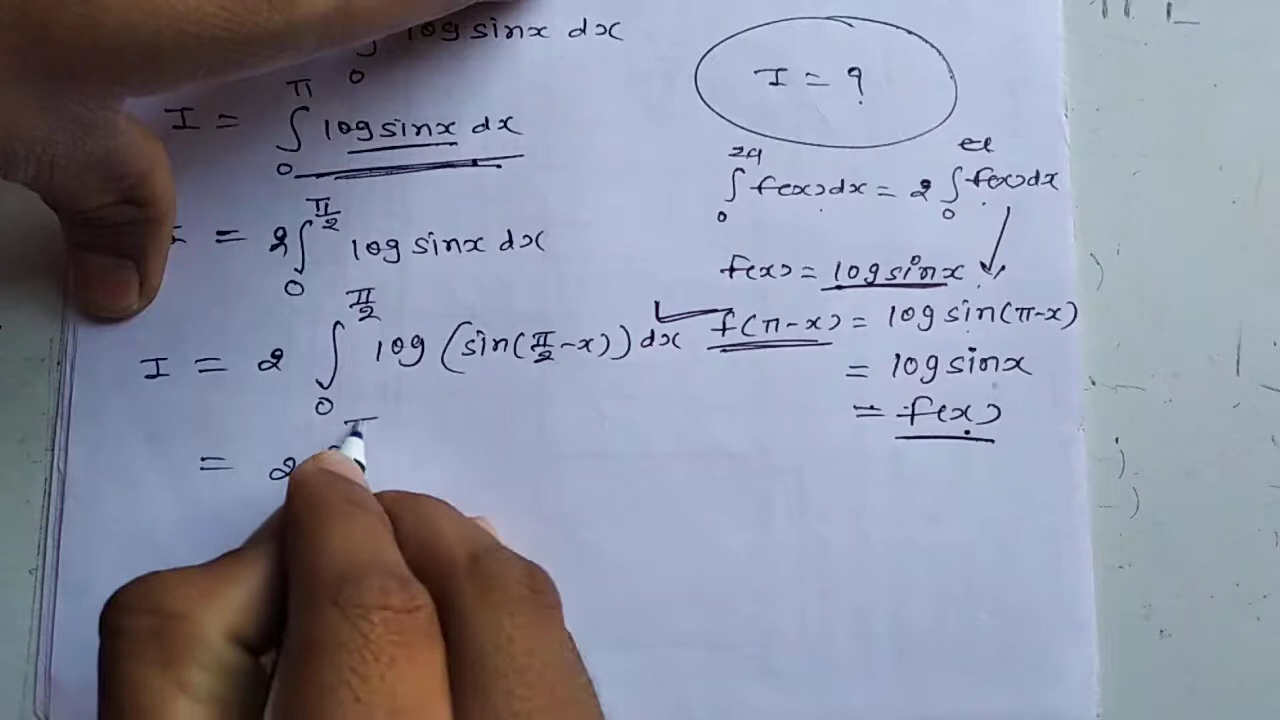 log sinx dx
0
I = ∫₀^π log sinx dx
= 2 ∫₀^{π/2} log sinx dx
I = 2 ∫₀^{π/2} log (sin(π/2 - x)) dx
= 2
I = ?
∫₀^{2a} f(x) dx = 2 ∫₀^a f(x) dx
f(x) = log sinx
f(π - x) = log sin(π - x)
= log sinx
= f(x)